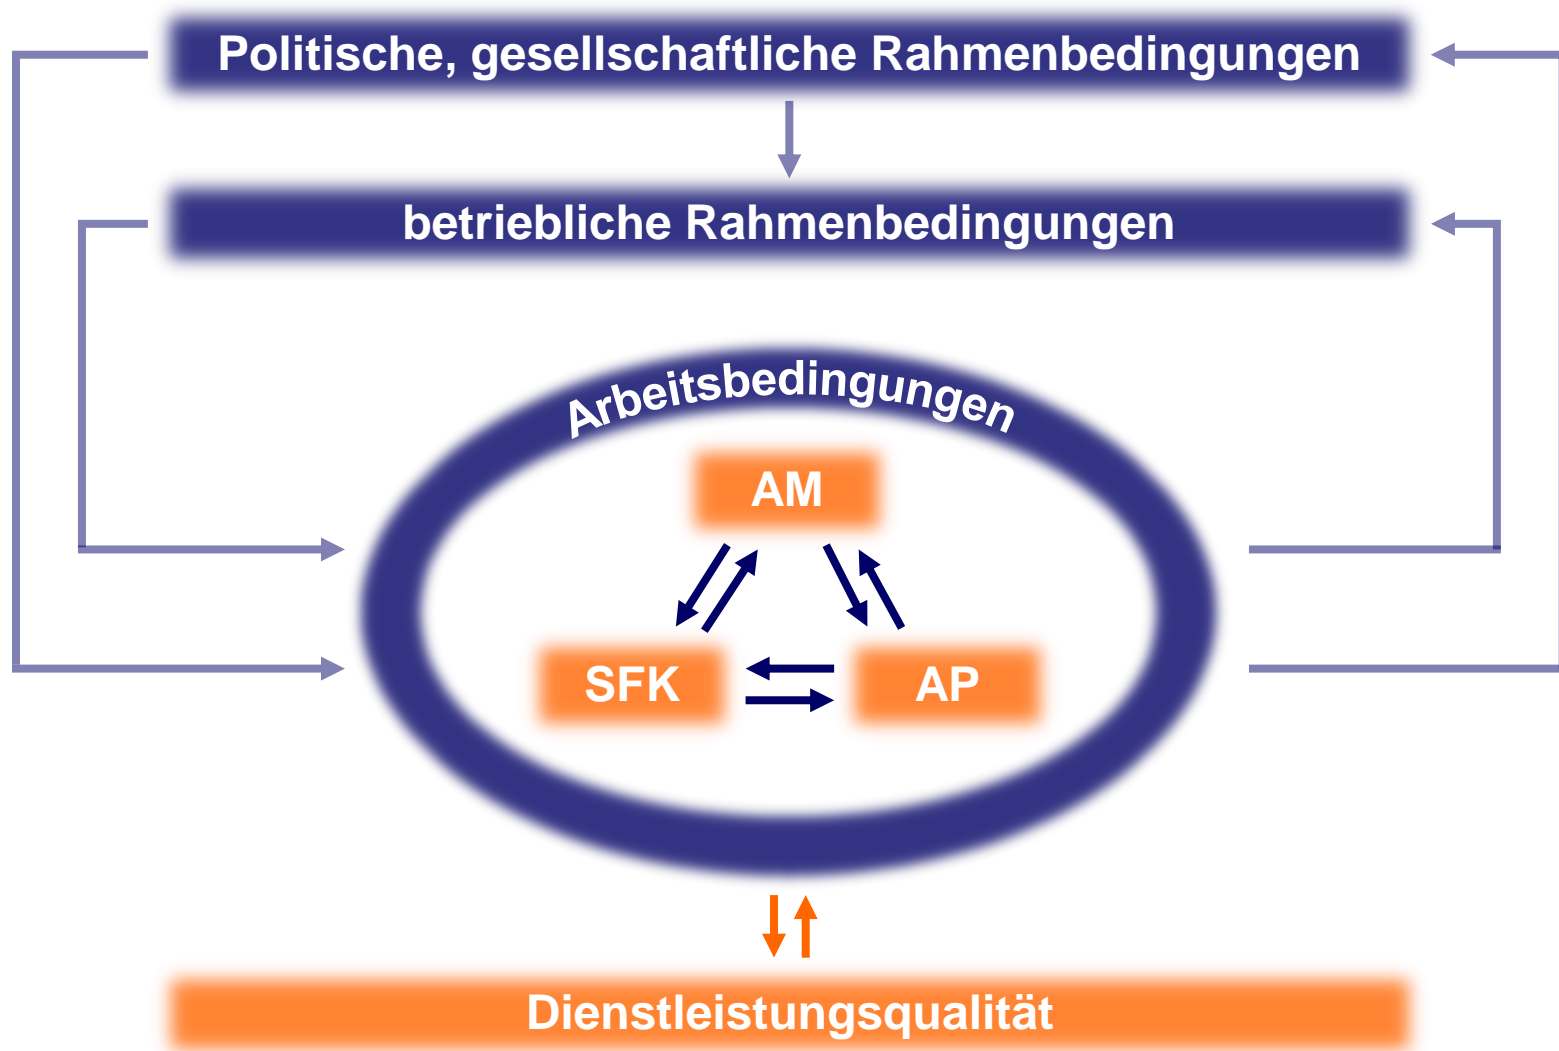 Politische, gesellschaftliche Rahmenbedingungen
betriebliche Rahmenbedingungen
Arbeitsbedingungen
AM
SFK
AP
Dienstleistungsqualität